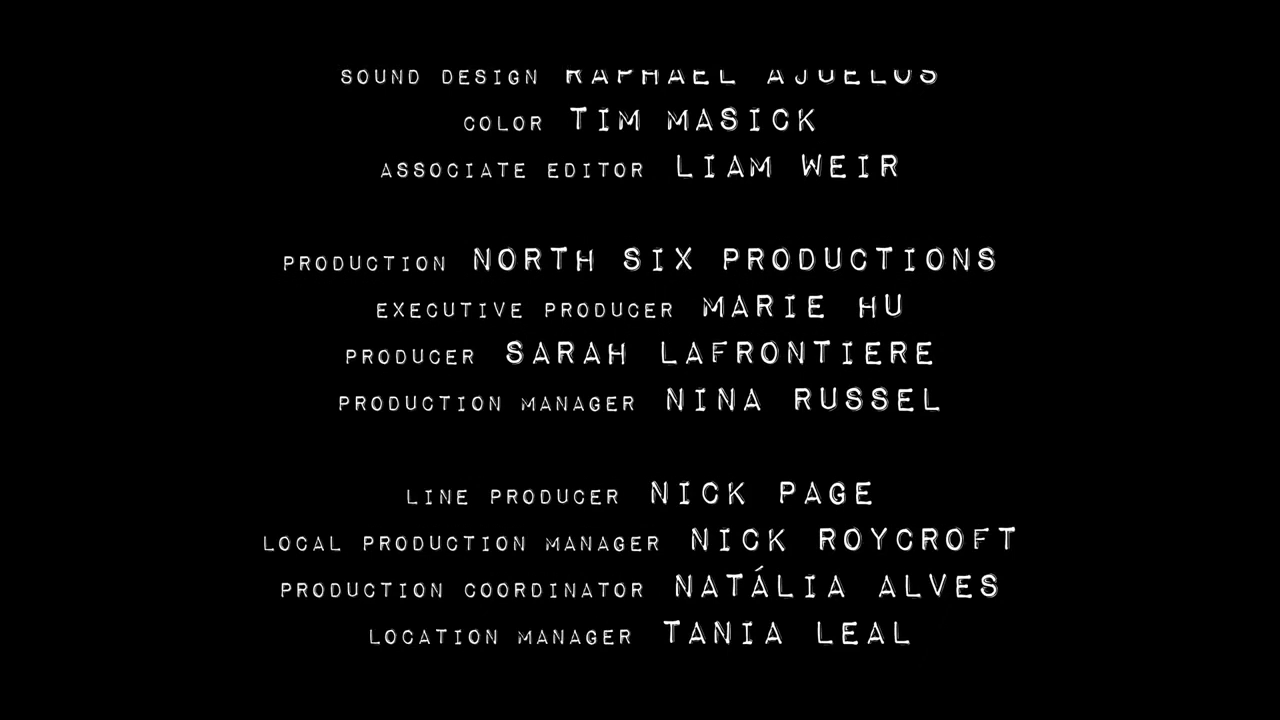 SOUND DESIGN RAPHAEL AJUELOS
COLOR TIM MASICK
ASSOCIATE EDITOR LIAM WEIR
PRODUCTION NORTH SIX PRODUCTIONS
EXECUTIVE PRODUCER MARIE HU
PRODUCER SARAH LAFRONTIERE
PRODUCTION MANAGER NINA RUSSEL
LINE PRODUCER NICK PAGE
LOCAL PRODUCTION MANAGER NICK ROYCROFT
PRODUCTION COORDINATOR NATÁLIA ALVES
LOCATION MANAGER TANIA LEAL